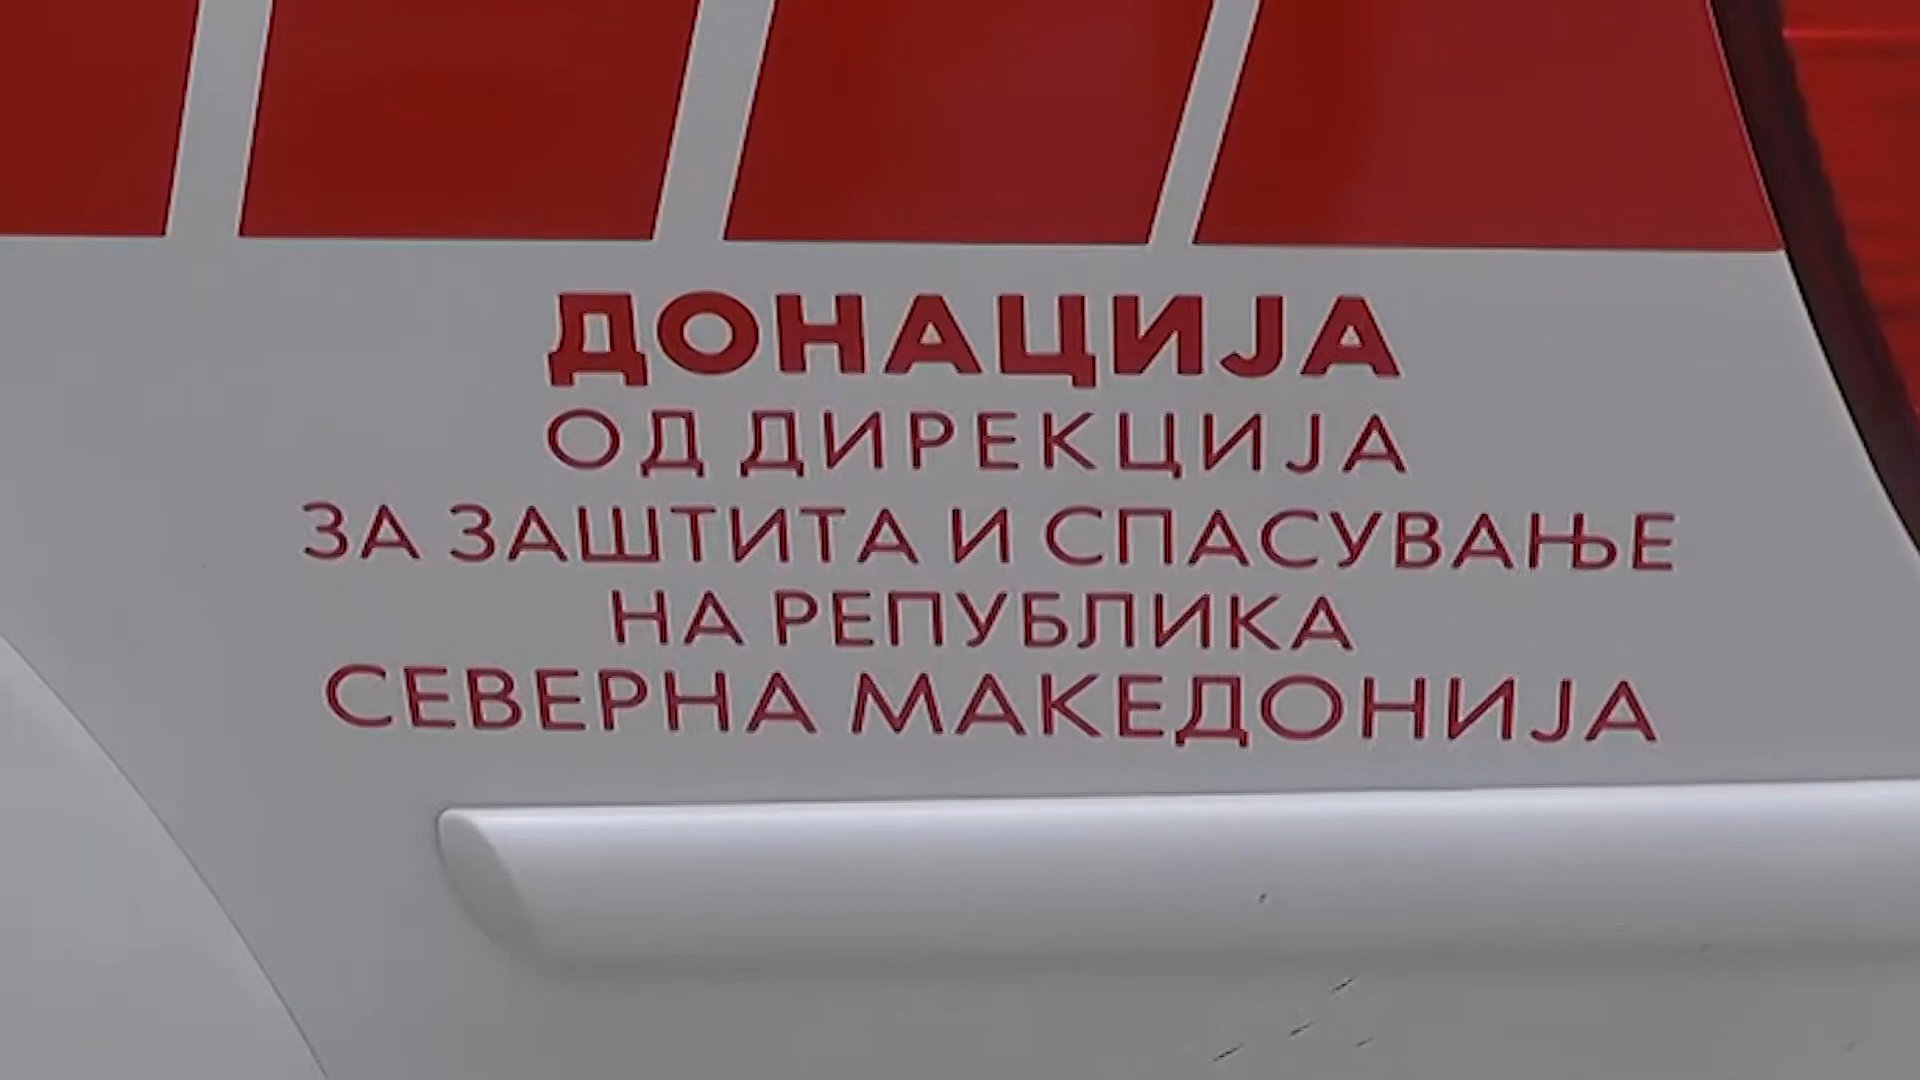 ДОНАЦИЈА
ОД ДИРЕКЦИЈА
ЗА ЗАШТИТА И СПАСУВАЊЕ
НА РЕПУБЛИКА
СЕВЕРНА МАКЕДОНИЈА